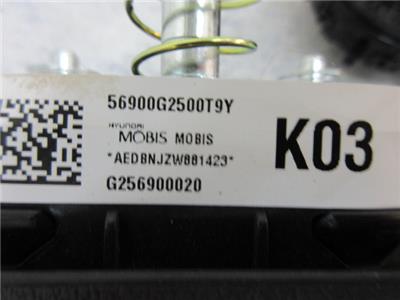 56900G2500T9Y
HYUNDAI
MOBIS MOBIS
*AEDBNJZW881423*
G256900020
K03